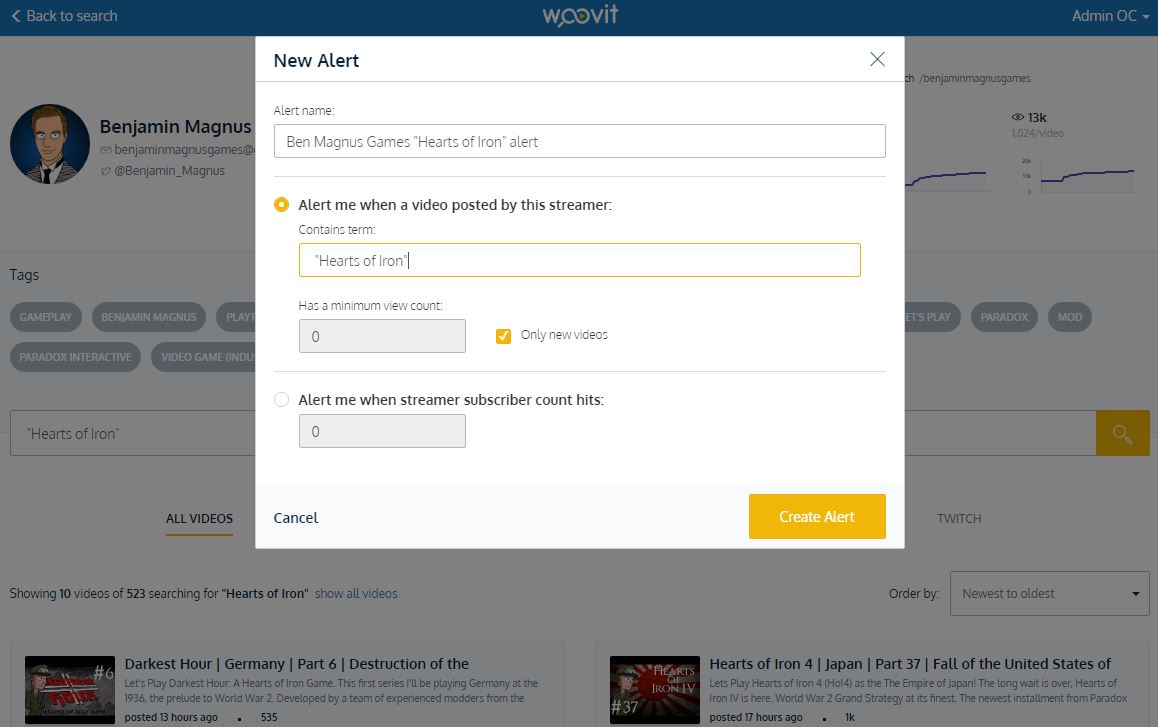 Back to search
woovit
Admin OC
New Alert
/benjaminmagnusgames
Alert name:
Benjamin Magnus
13k
Ben Magnus Games "Hearts of Iron" alert
1,024/video
benjaminmagnusgames@
@Benjamin_Magnus
20k
10k
0
Alert me when a video posted by this streamer:
Contains term:
"Hearts of Iron"
Tags
Has a minimum view count:
GAMEPLAY
BENJAMIN MAGNUS
PLAYT
0
Only new videos
ET'S PLAY
PARADOX
MOD
PARADOX INTERACTIVE
VIDEO GAME (INDUS
Alert me when streamer subscriber count hits:
0
"Hearts of Iron"
Cancel
Create Alert
ALL VIDEOS
TWITCH
Showing 10 videos of 523 searching for "Hearts of Iron" show all videos
Order by:
Newest to oldest
#6
Darkest Hour | Germany | Part 6 | Destruction of the
Let's Play Darkest Hour: A Hearts of Iron Game. This first series I'll be playing Germany at the
1936, the prelude to World War 2. Developed by a team of experienced modders from the
posted 13 hours ago
535
HEARTS
OF IRON IV
#37
Hearts of Iron 4 | Japan | Part 37 | Fall of the United States of
Lets Play Hearts of Iron 4 (HoI4) as the The Empire of Japan! The long wait is over, Hearts of
Iron IV is here. World War 2 Grand Strategy at its finest. The newest installment from Paradox
posted 17 hours ago
1k